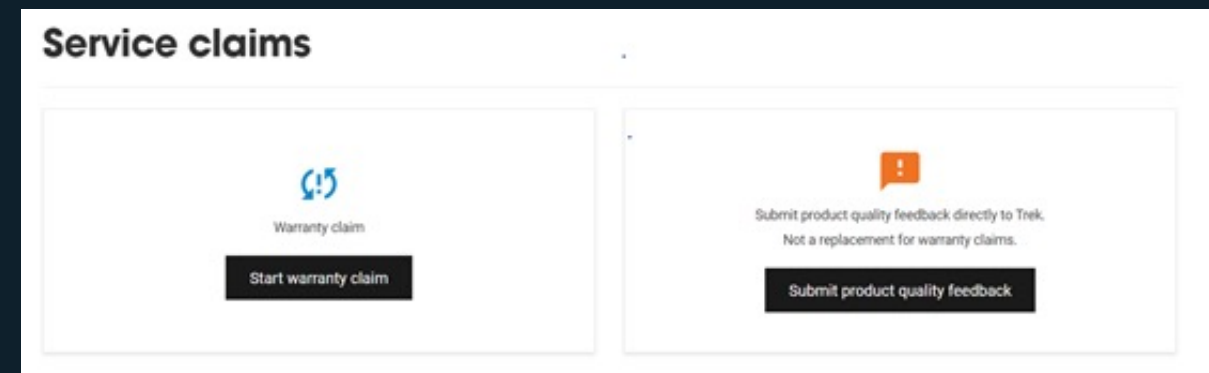 Service claims
Warranty claim
Start warranty claim
Submit product quality feedback directly to Trek.
Not a replacement for warranty claims.
Submit product quality feedback